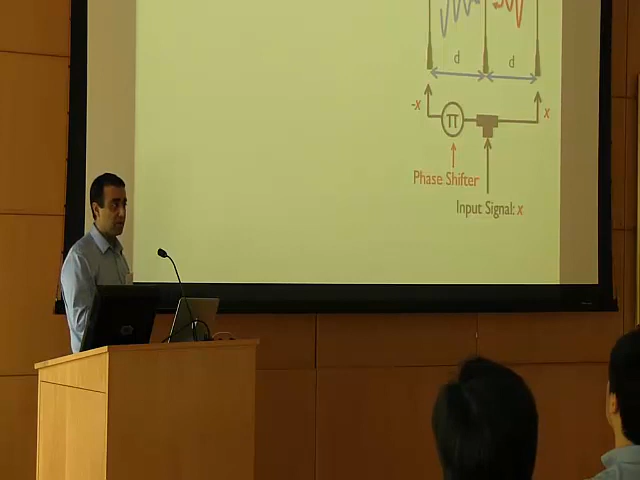 d d
-x π x
Phase Shifter
Input Signal: x